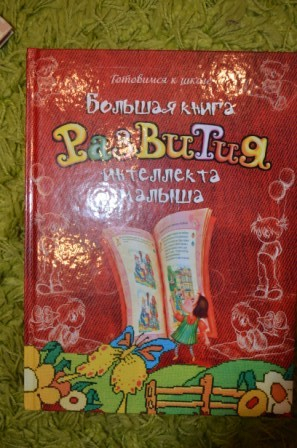 Готовимся к школе
Большая книга
РаЗВиТия
интеллекта
малыша